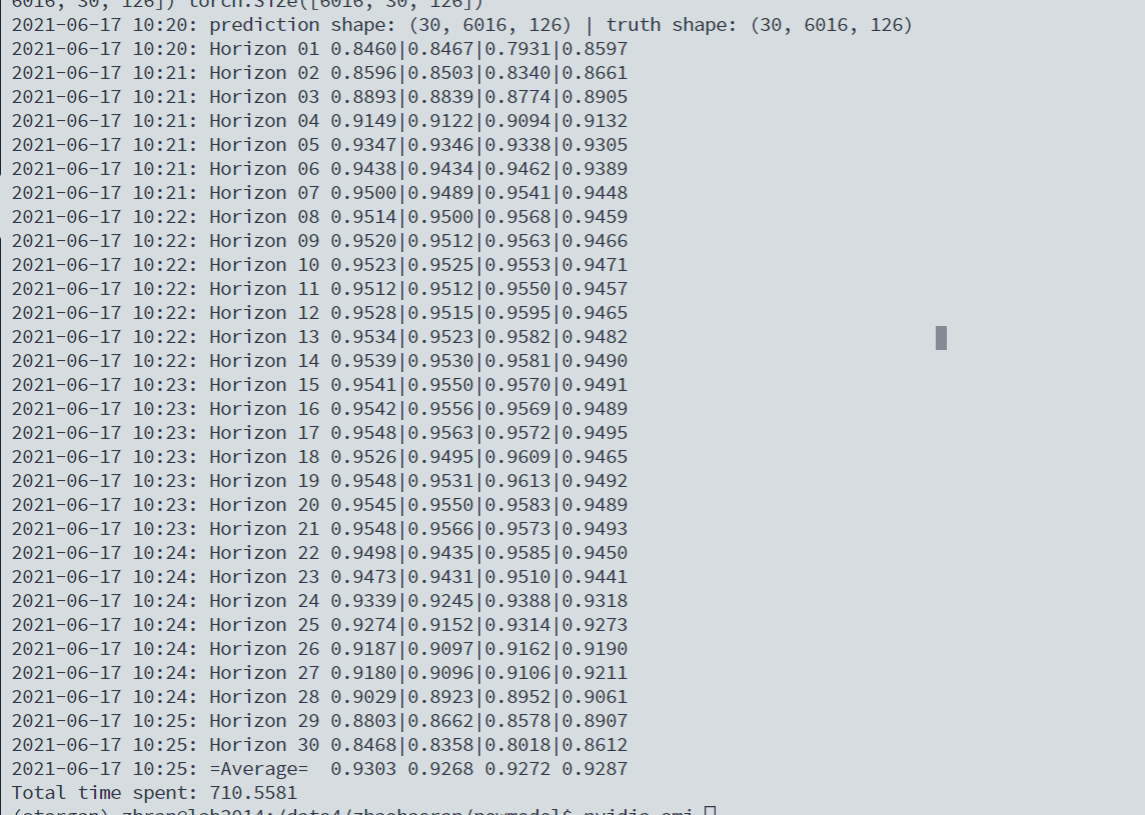 6016, 30, 126]) torch.Size([6016, 30, 126])
2021-06-17 10:20: prediction shape: (30, 6016, 126) | truth shape: (30, 6016, 126)
2021-06-17 10:20: Horizon 01 0.8460|0.8467|0.7931|0.8597
2021-06-17 10:21: Horizon 02 0.8596|0.8503|0.8340|0.8661
2021-06-17 10:21: Horizon 03 0.8893|0.8839|0.8774|0.8905
2021-06-17 10:21: Horizon 04 0.9149|0.9122|0.9094|0.9132
2021-06-17 10:21: Horizon 05 0.9347|0.9346|0.9338|0.9305
2021-06-17 10:21: Horizon 06 0.9438|0.9434|0.9462|0.9389
2021-06-17 10:21: Horizon 07 0.9500|0.9489|0.9541|0.9448
2021-06-17 10:22: Horizon 08 0.9514|0.9500|0.9568|0.9459
2021-06-17 10:22: Horizon 09 0.9520|0.9512|0.9563|0.9466
2021-06-17 10:22: Horizon 10 0.9523|0.9525|0.9553|0.9471
2021-06-17 10:22: Horizon 11 0.9512|0.9512|0.9550|0.9457
2021-06-17 10:22: Horizon 12 0.9528|0.9515|0.9595|0.9465
2021-06-17 10:22: Horizon 13 0.9534|0.9523|0.9582|0.9482
2021-06-17 10:22: Horizon 14 0.9539|0.9530|0.9581|0.9490
2021-06-17 10:23: Horizon 15 0.9541|0.9550|0.9570|0.9491
2021-06-17 10:23: Horizon 16 0.9542|0.9556|0.9569|0.9489
2021-06-17 10:23: Horizon 17 0.9548|0.9563|0.9572|0.9495
2021-06-17 10:23: Horizon 18 0.9526|0.9495|0.9609|0.9465
2021-06-17 10:23: Horizon 19 0.9548|0.9531|0.9613|0.9492
2021-06-17 10:23: Horizon 20 0.9545|0.9550|0.9583|0.9489
2021-06-17 10:23: Horizon 21 0.9548|0.9566|0.9573|0.9493
2021-06-17 10:24: Horizon 22 0.9498|0.9435|0.9585|0.9450
2021-06-17 10:24: Horizon 23 0.9473|0.9431|0.9510|0.9441
2021-06-17 10:24: Horizon 24 0.9339|0.9245|0.9388|0.9318
2021-06-17 10:24: Horizon 25 0.9274|0.9152|0.9314|0.9273
2021-06-17 10:24: Horizon 26 0.9187|0.9097|0.9162|0.9190
2021-06-17 10:24: Horizon 27 0.9180|0.9096|0.9106|0.9211
2021-06-17 10:24: Horizon 28 0.9029|0.8923|0.8952|0.9061
2021-06-17 10:25: Horizon 29 0.8803|0.8662|0.8578|0.8907
2021-06-17 10:25: Horizon 30 0.8468|0.8358|0.8018|0.8612
2021-06-17 10:25: =Average= 0.9303 0.9268 0.9272 0.9287
Total time spent: 710.5581